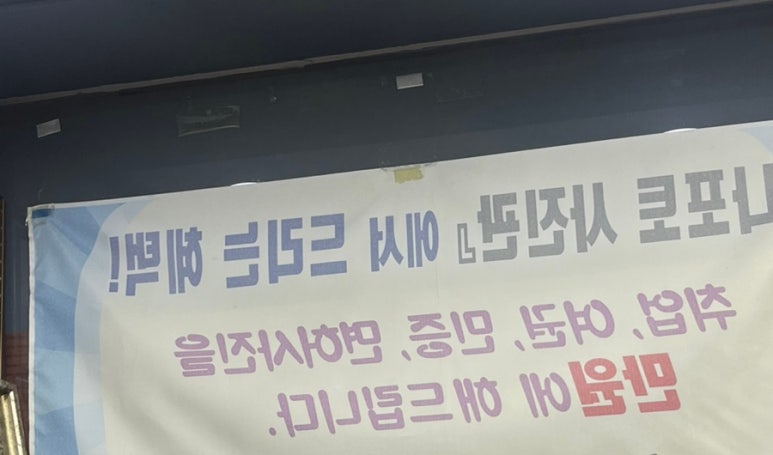 나포토 사진관』에서 드리는 혜택!
취업, 여권, 민증, 면허사진을
만원에 해드립니다.